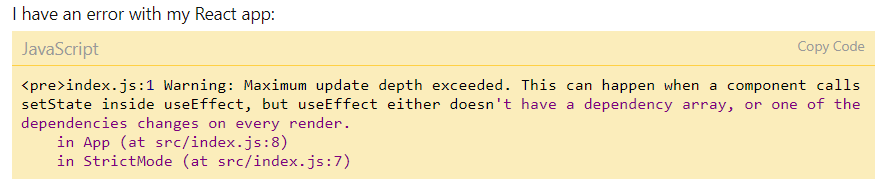 I have an error with my React app:
JavaScript Copy Code
<pre>index.js:1 Warning: Maximum update depth exceeded. This can happen when a component calls
setState inside useEffect, but useEffect either doesn't have a dependency array, or one of the
dependencies changes on every render.
    in App (at src/index.js:8)
    in StrictMode (at src/index.js:7)